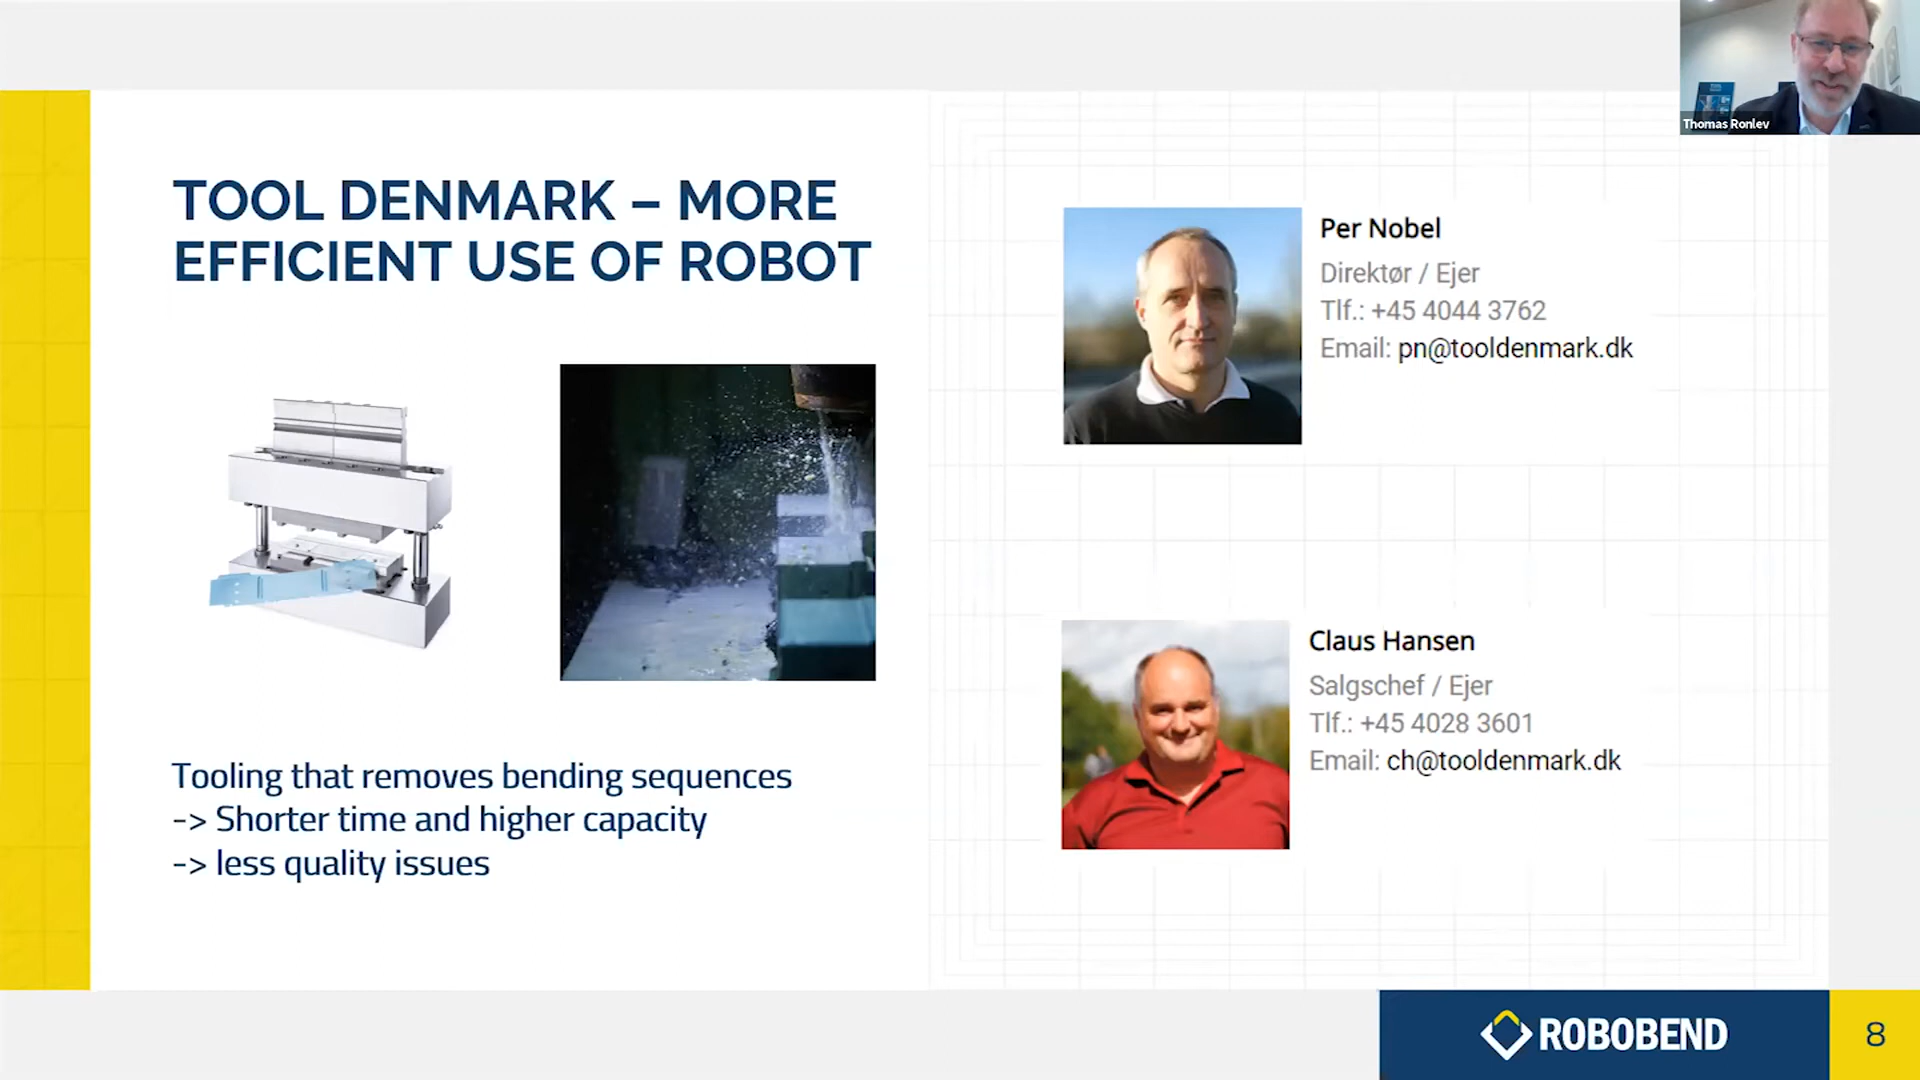 Thomas Ronlev
TOOL DENMARK – MORE
EFFICIENT USE OF ROBOT
Tooling that removes bending sequences
-> Shorter time and higher capacity
-> less quality issues
Per Nobel
Direktør / Ejer
Tlf.: +45 4044 3762
Email: pn@tooldenmark.dk
Claus Hansen
Salgschef / Ejer
Tlf.: +45 4028 3601
Email: ch@tooldenmark.dk
ROBOBEND
8